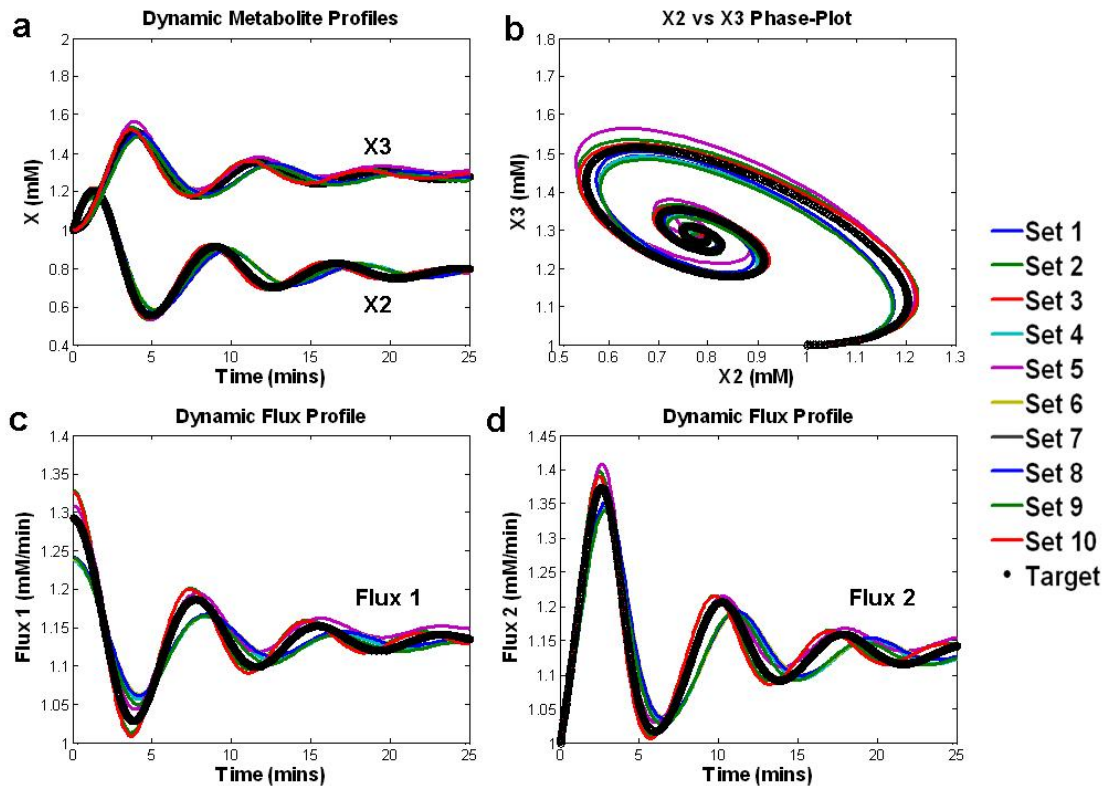 a
Dynamic Metabolite Profiles
X (mM)
2
1.8
1.6
1.4
1.2
1
0.8
0.6
0.4
X3
X2
0 5 10 15 20 25
Time (mins)
b
X2 vs X3 Phase-Plot
X3 (mM)
1.8
1.7
1.6
1.5
1.4
1.3
1.2
1.1
1
0.5 0.6 0.7 0.8 0.9 1 1.1 1.2 1.3
X2 (mM)
c
Dynamic Flux Profile
Flux 1 (mM/min)
1.4
1.35
1.3
1.25
1.2
1.15
1.1
1.05
1
Flux 1
0 5 10 15 20 25
Time (mins)
d
Dynamic Flux Profile
Flux 2 (mM/min)
1.45
1.4
1.35
1.3
1.25
1.2
1.15
1.1
1.05
1
Flux 2
0 5 10 15 20 25
Time (mins)
Set 1
Set 2
Set 3
Set 4
Set 5
Set 6
Set 7
Set 8
Set 9
Set 10
Target